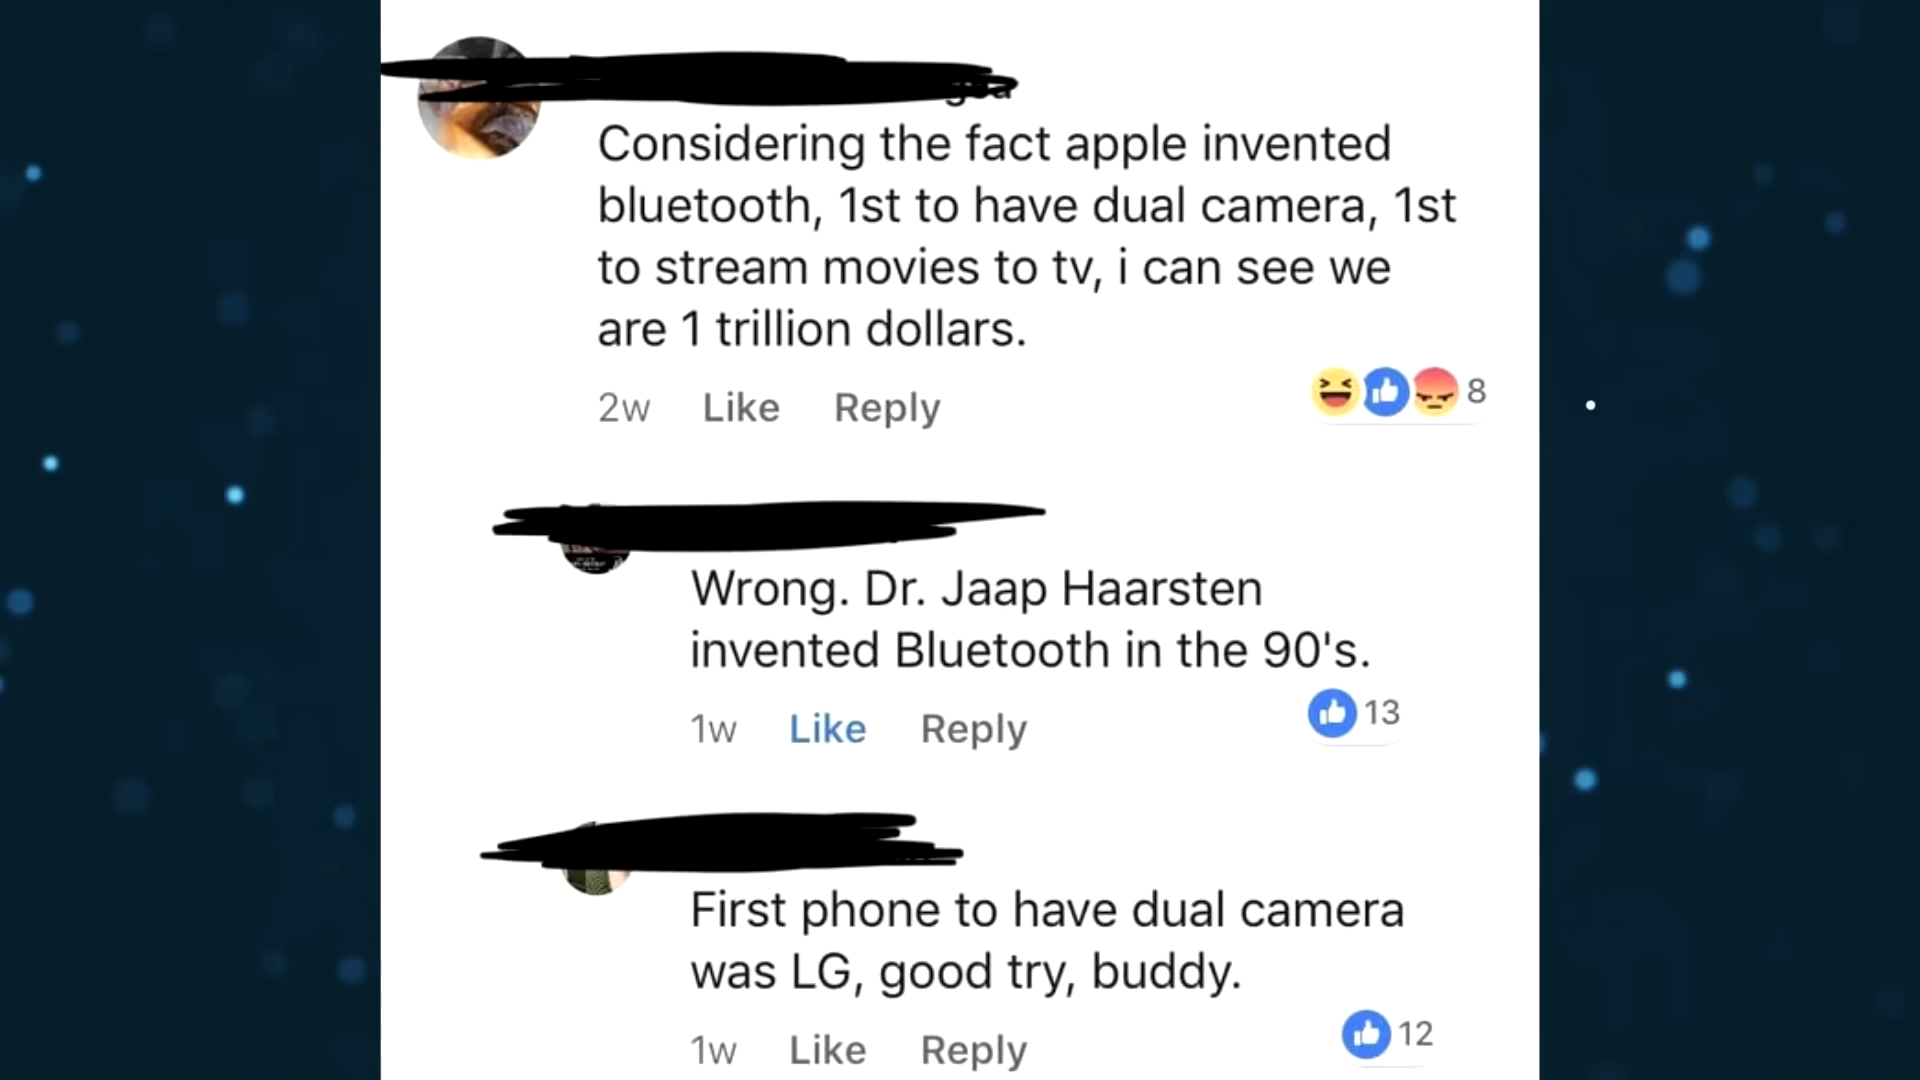 Considering the fact apple invented
bluetooth, 1st to have dual camera, 1st
to stream movies to tv, i can see we
are 1 trillion dollars.
2w Like Reply 8
Wrong. Dr. Jaap Haarsten
invented Bluetooth in the 90's.
1w Like Reply 13
First phone to have dual camera
was LG, good try, buddy.
1w Like Reply 12